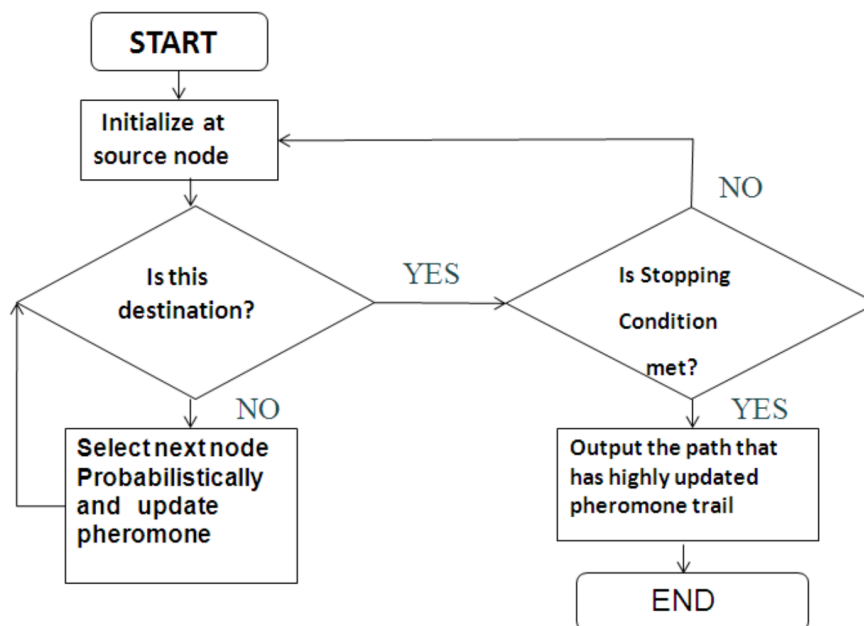 START
Initialize at
source node
Is this
destination?
YES
NO
Select next node
Probabilistically
and update
pheromone
Is Stopping
Condition
met?
NO
YES
Output the path that
has highly updated
pheromone trail
END